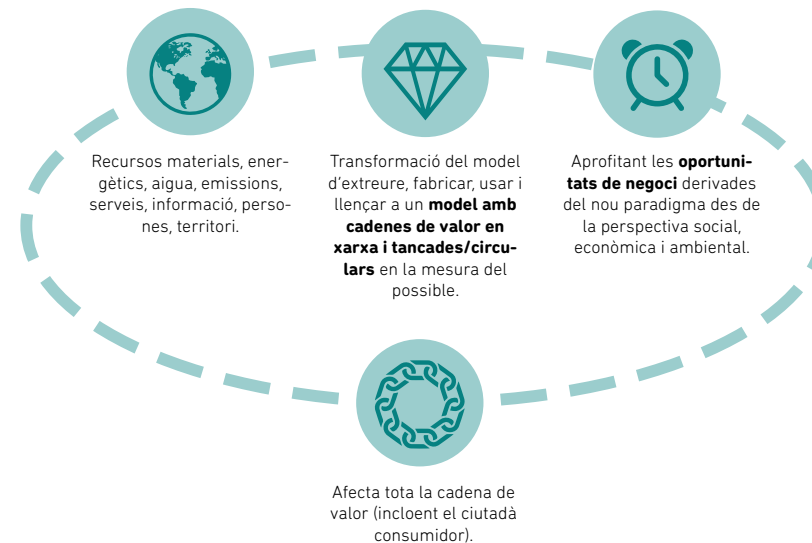 Recursos materials, ener-
gètics, aigua, emissions,
serveis, informació, perso-
nes, territori.
Transformació del model
d’extreure, fabricar, usar i
llençar a un model amb
cadenes de valor en
xarxa i tancades/circu-
lars en la mesura del
possible.
Aprofitant les oportuni-
tats de negoci derivades
del nou paradigma des de
la perspectiva social,
econòmica i ambiental.
Afecta tota la cadena de
valor (incloent el ciutadà
consumidor).